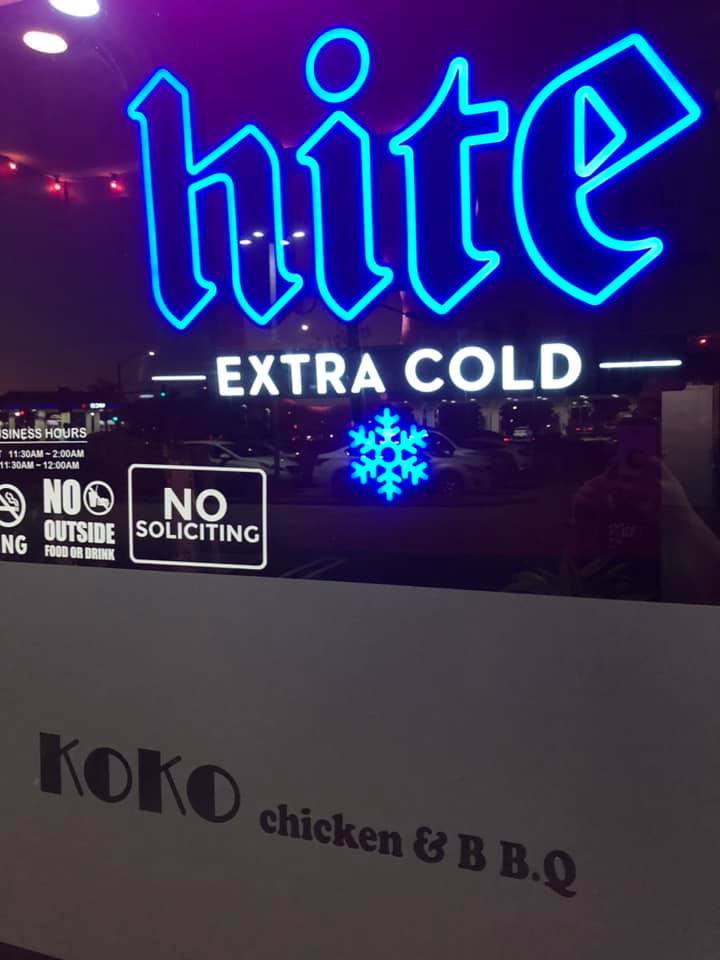 hite
EXTRA COLD
SINESS HOURS
11:30AM ~ 2:00AM
11:30AM ~ 12:00AM
NG
NO
OUTSIDE
FOOD OR DRINK
NO
SOLICITING
KOKO chicken & B B.Q